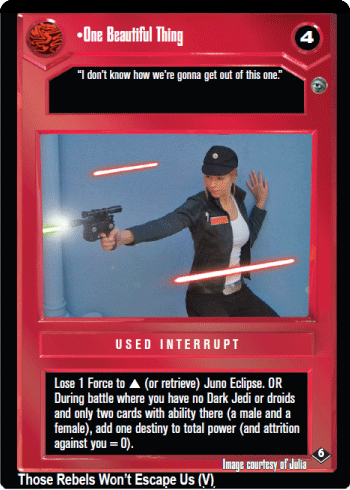 •One Beautiful Thing
4
“I don't know how we're gonna get out of this one.”
USED INTERRUPT
Lose 1 Force to ▲ (or retrieve) Juno Eclipse. OR
During battle where you have no Dark Jedi or droids
and only two cards with ability there (a male and a
female), add one destiny to total power (and attrition
against you = 0).
6
Image courtesy of Julia
Those Rebels Won't Escape Us (V)